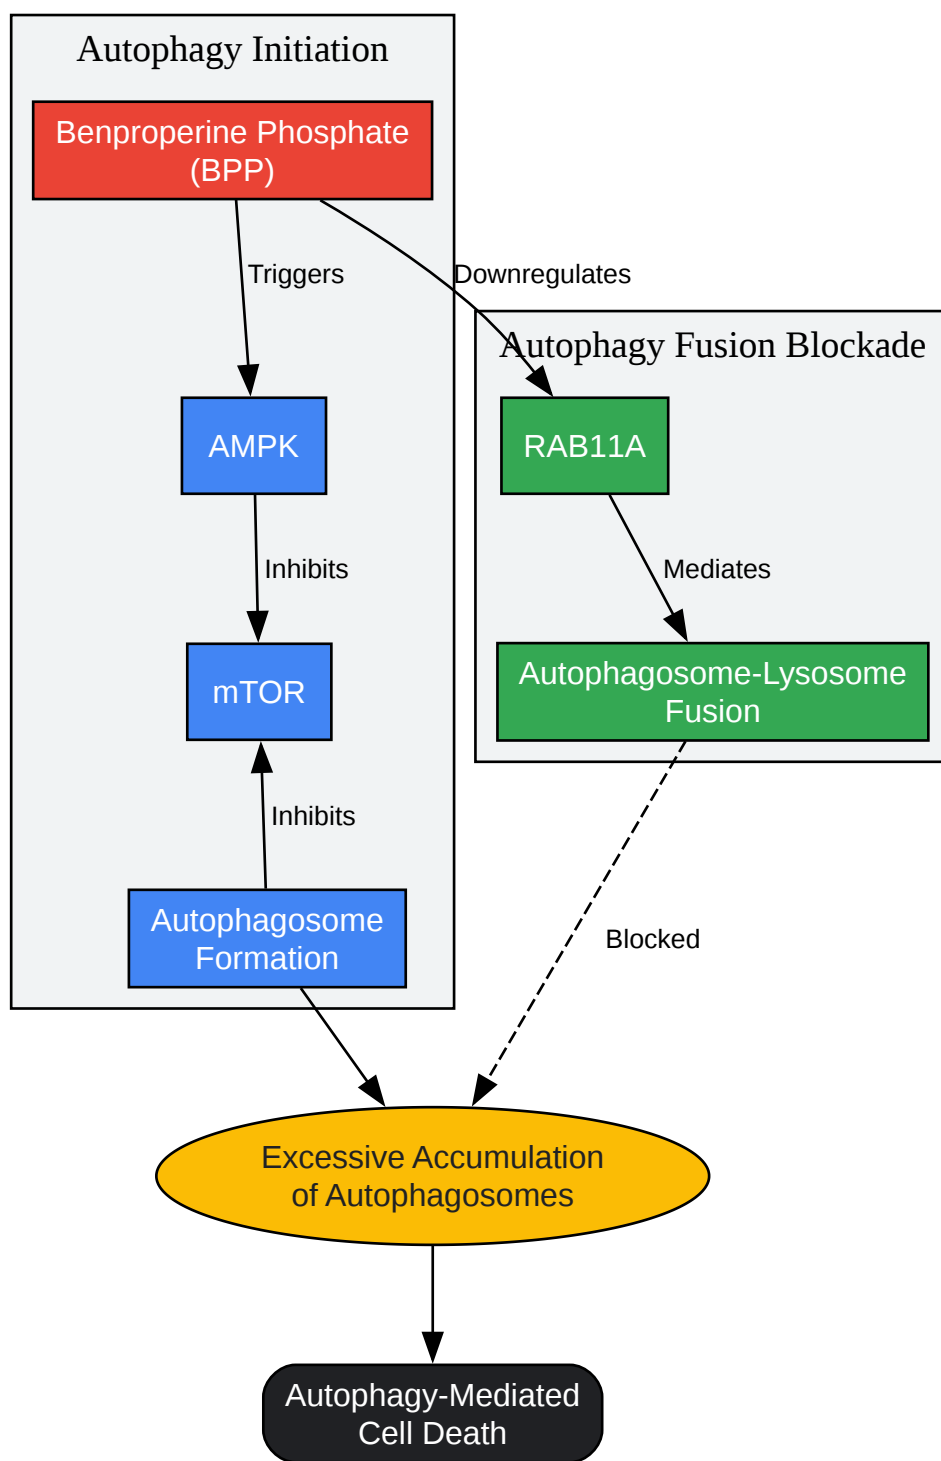 Autophagy Initiation
Benproperine Phosphate
(BPP)
Triggers
Downregulates
Autophagy Fusion Blockade
AMPK
RAB11A
Inhibits
Mediates
mTOR
Autophagosome-Lysosome
Fusion
Inhibits
Autophagosome
Formation
Blocked
Excessive Accumulation
of Autophagosomes
Autophagy-Mediated
Cell Death